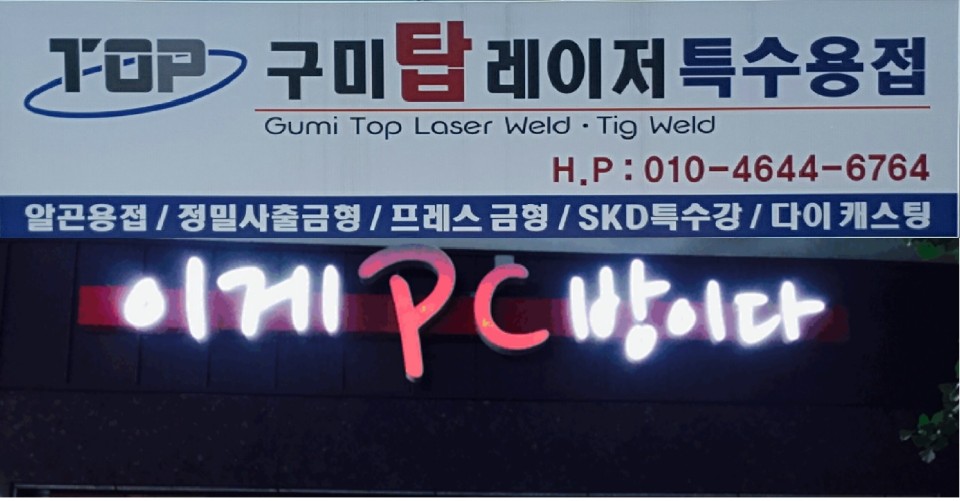 TOP 구미탑레이저특수용접
Gumi Top Laser Weld · Tig Weld
H.P : 010-4644-6764
알곤용접 / 정밀사출금형 / 프레스 금형 / SKD특수강 / 다이 캐스팅
이게 PC 방이다